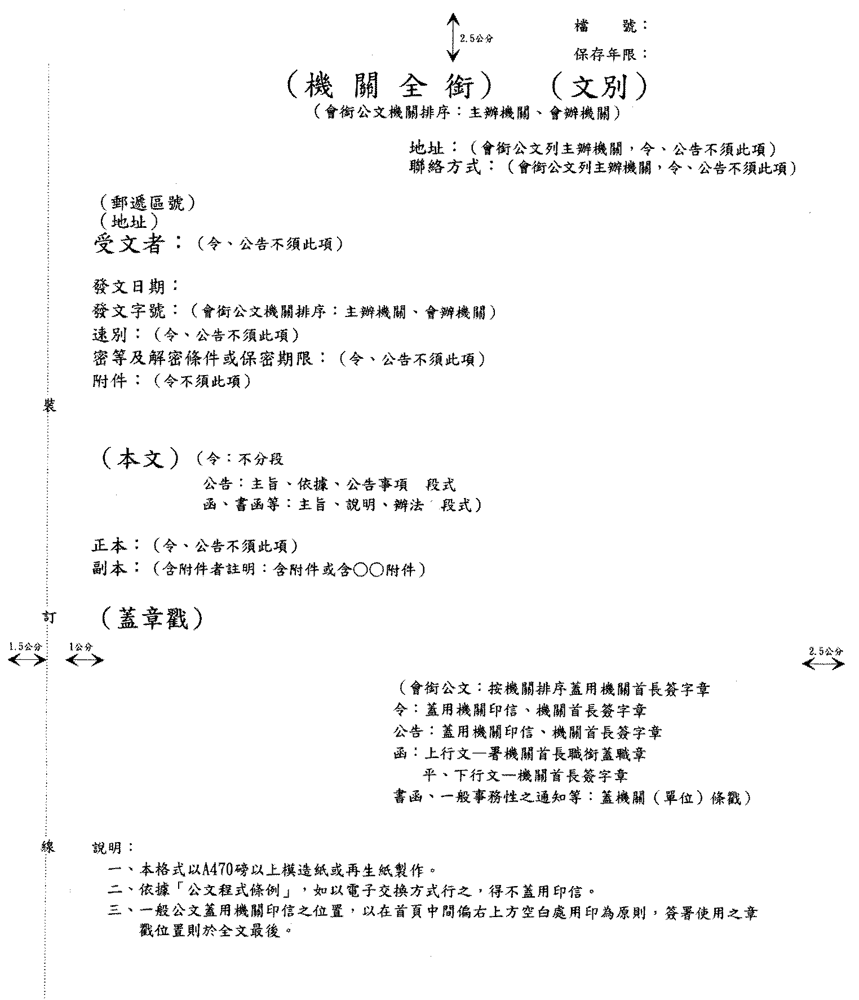 檔　　號：
2.5公分
保存年限：
（機關全銜）　（文別）
（會銜公文機關排序：主辦機關、會辦機關）
地址：（會銜公文列主辦機關，令、公告不須此項）
聯絡方式：（會銜公文列主辦機關，令、公告不須此項）
（郵遞區號）
（地址）
受文者：（令、公告不須此項）
發文日期：
發文字號：（會銜公文機關排序：主辦機關、會辦機關）
速別：（令、公告不須此項）
密等及解密條件或保密期限：（令、公告不須此項）
附件：（令不須此項）
裝
（本文）（令：不分段
公告：主旨、依據、公告事項　段式
函、書函等：主旨、說明、辦法　段式）
正本：（令、公告不須此項）
副本：（含附件者註明：含附件或含○○附件）
訂
（蓋章戳）
1.5公分
1公分
2.5公分
（會銜公文：按機關排序蓋用機關首長簽字章
令：蓋用機關印信、機關首長簽字章
公告：蓋用機關印信、機關首長簽字章
函：上行文—署機關首長職銜蓋職章
平、下行文—機關首長簽字章
書函、一般事務性之通知等：蓋機關（單位）條戳）
線
說明：
一、本格式以A470磅以上模造紙或再生紙製作。
二、依據「公文程式條例」，如以電子交換方式行之，得不蓋用印信。
三、一般公文蓋用機關印信之位置，以在首頁中間偏右上方空白處用印為原則，簽署使用之章
戳位置則於全文最後。